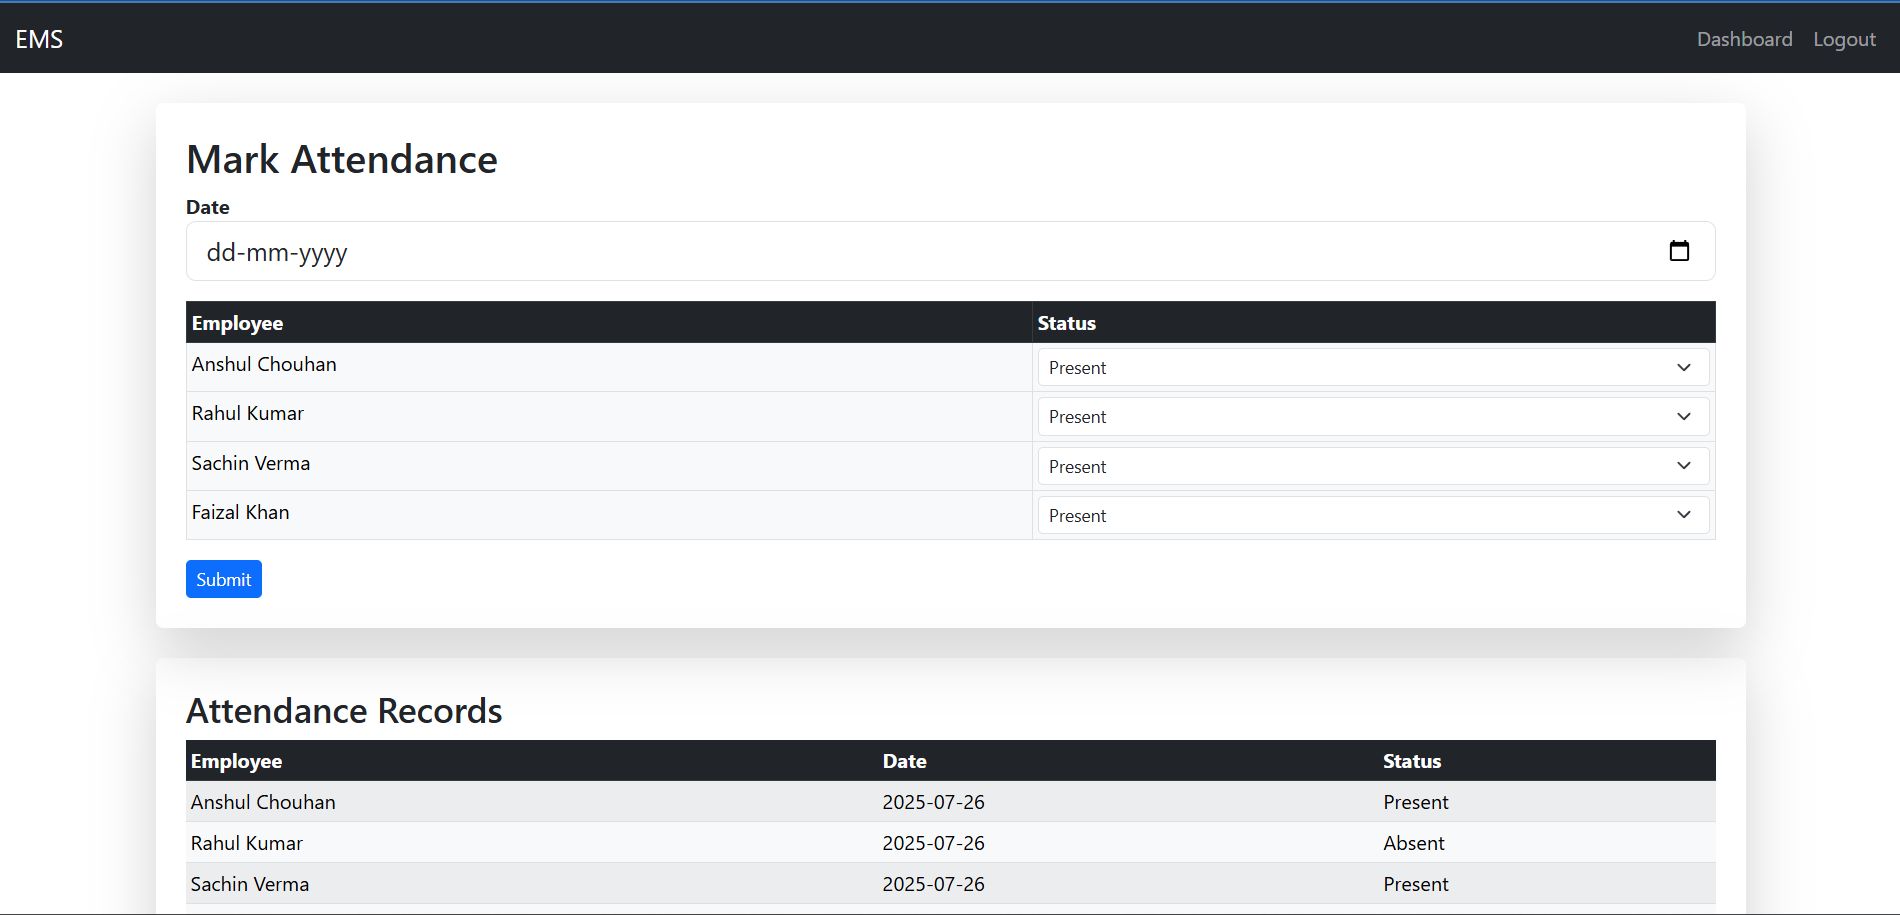 EMS Dashboard Logout
Mark Attendance
Date
dd-mm-yyyy
Employee Status
Anshul Chouhan Present
Rahul Kumar Present
Sachin Verma Present
Faizal Khan Present
Submit
Attendance Records
Employee Date Status
Anshul Chouhan 2025-07-26 Present
Rahul Kumar 2025-07-26 Absent
Sachin Verma 2025-07-26 Present